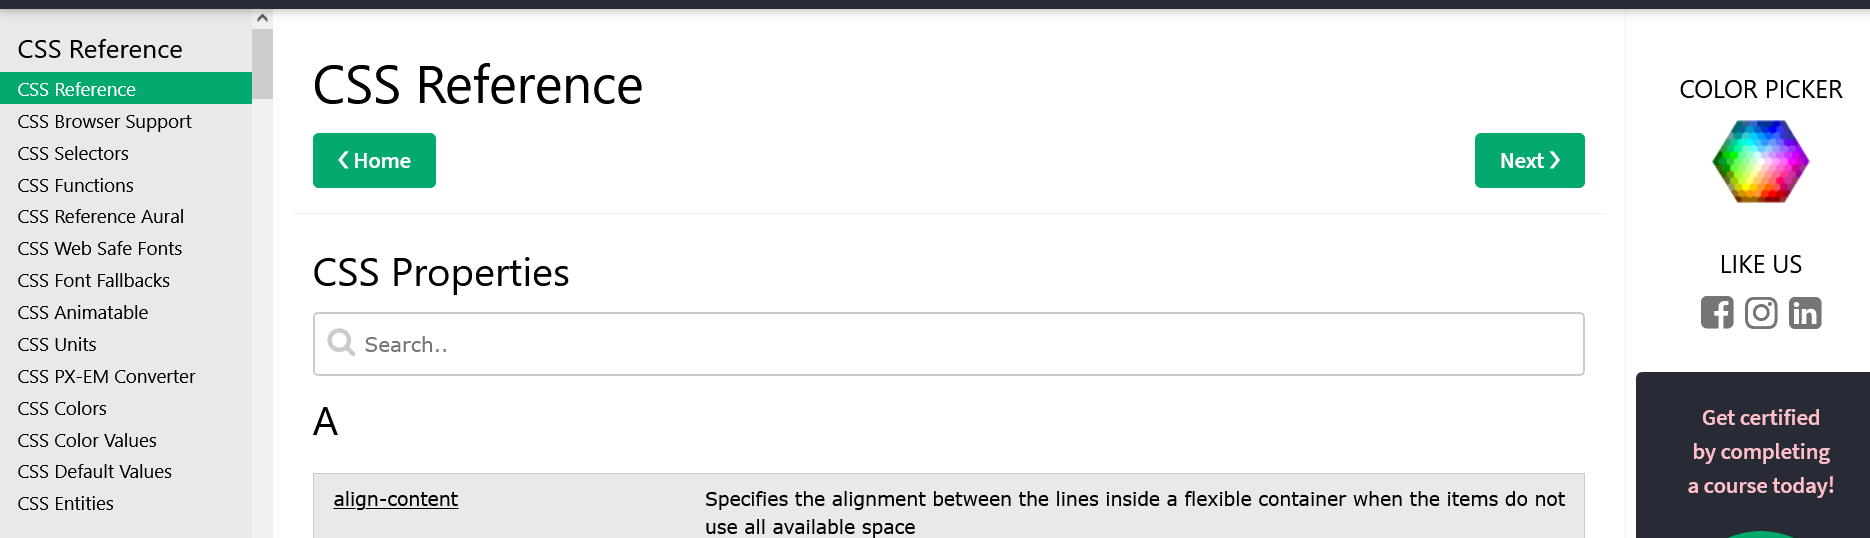 CSS Reference
CSS Reference
CSS Browser Support
CSS Selectors
CSS Functions
CSS Reference Aural
CSS Web Safe Fonts
CSS Font Fallbacks
CSS Animatable
CSS Units
CSS PX-EM Converter
CSS Colors
CSS Color Values
CSS Default Values
CSS Entities
CSS Reference
❮ Home
Next ❯
CSS Properties
Search..
A
align-content
Specifies the alignment between the lines inside a flexible container when the items do not
use all available space
COLOR PICKER
LIKE US
Get certified
by completing
a course today!